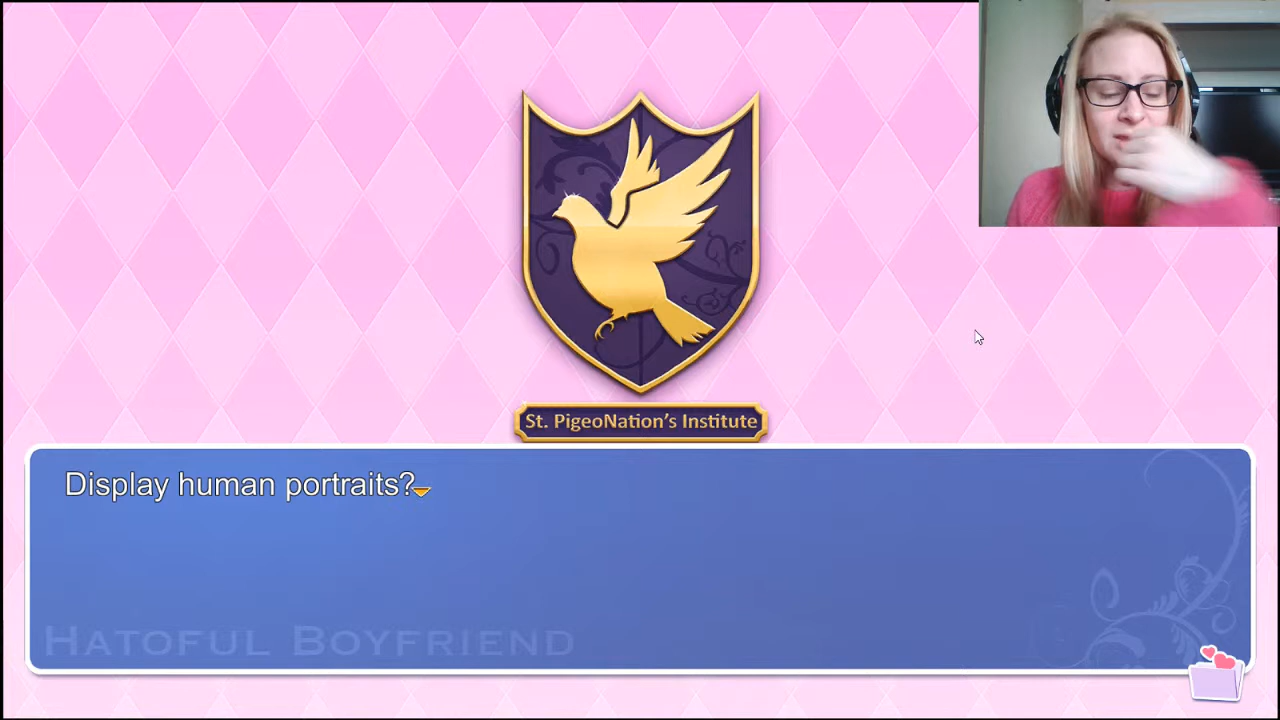 St. PigeoNation's Institute
Display human portraits?
HATOFUL BOYFRIEND